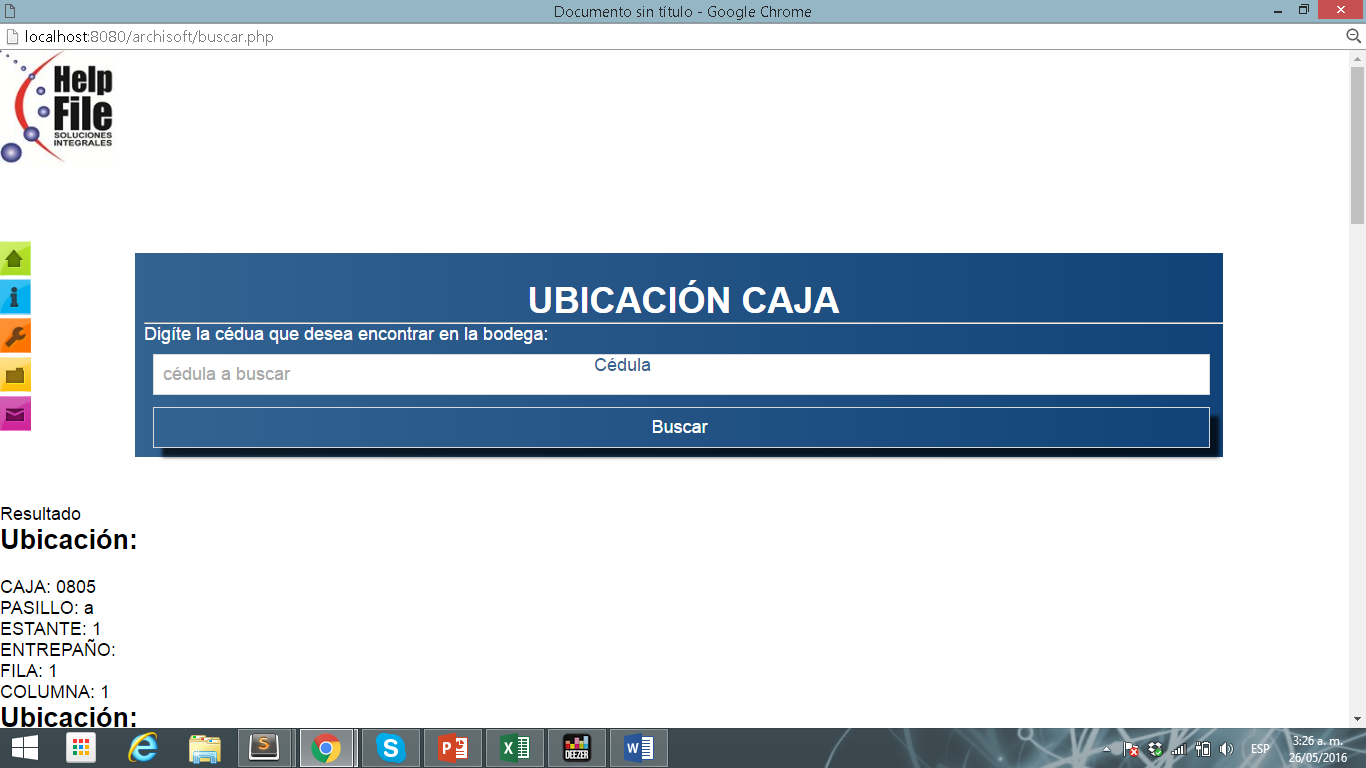 Documento sin título - Google Chrome
localhost:8080/archisoft/buscar.php
Help
File
SOLUCIONES
INTEGRALES
UBICACIÓN CAJA
Digíte la cédua que desea encontrar en la bodega:
cédula a buscar
Cédula
Buscar
Resultado
Ubicación:
CAJA: 0805
PASILLO: a
ESTANTE: 1
ENTREPAÑO:
FILA: 1
COLUMNA: 1
Ubicación:
DEEZER
ESP
3:26 a. m.
26/05/2016